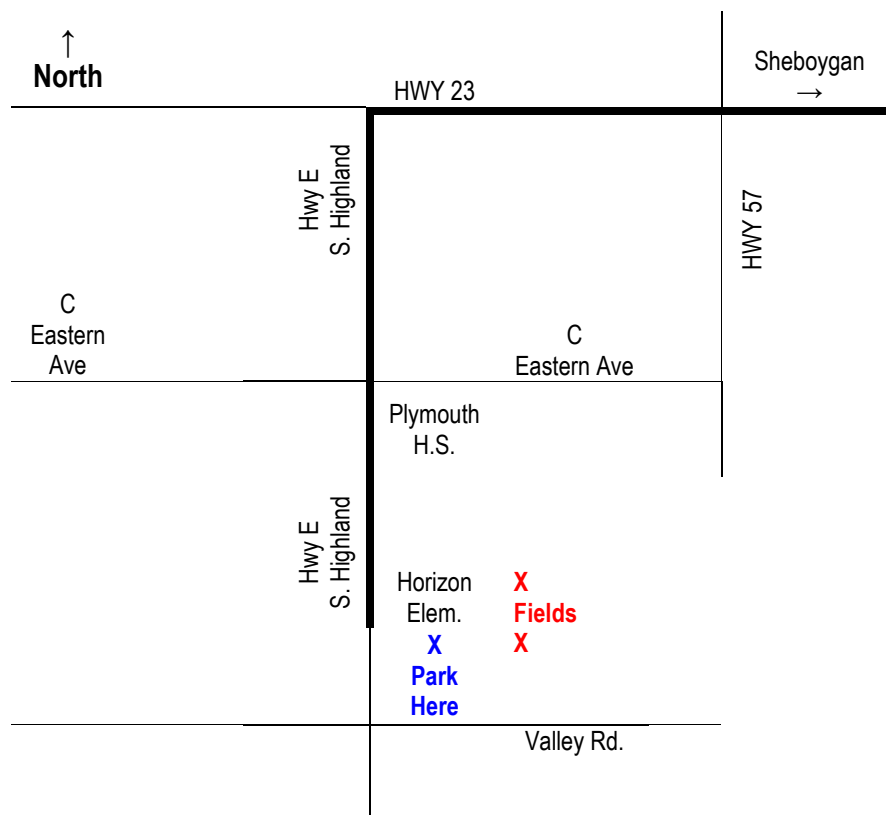 ↑
North
Sheboygan
→
HWY 23
Hwy E
S. Highland
HWY 57
C
Eastern
Ave
C
Eastern Ave
Plymouth
H.S.
Hwy E
S. Highland
Horizon
Elem.
X
Park
Here
X
Fields
X
Valley Rd.